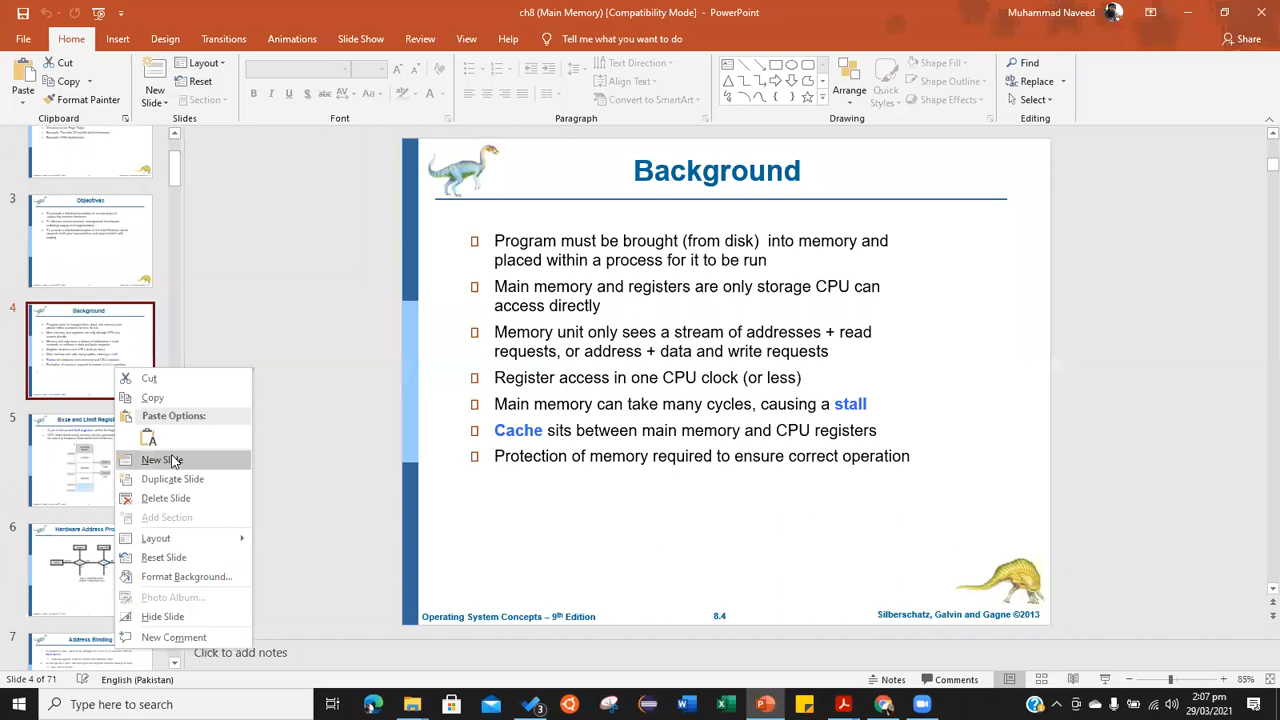 ch8 (Main Memory) [Compatibility Mode] - PowerPoint
Muhammad Naveed
File Home Insert Design Transitions Animations Slide Show Review View Help Tell me what you want to do Share
Paste
Cut
Copy
Format Painter
Clipboard
New
Slide
Layout
Reset
Section
Slides
Font
Text Direction
Align Text
Convert to SmartArt
Paragraph
Arrange
Quick
Styles
Shape Fill
Shape Outline
Shape Effects
Drawing
Find
Replace
Select
Editing
3
Objectives
4
Background
5
6
7
Address Binding
Cut
Copy
Paste Options:
New Slide
Duplicate Slide
Delete Slide
Add Section
Layout
Reset Slide
Format Background...
Photo Album...
Hide Slide
New Comment
Background
Program must be brought (from disk) into memory and
placed within a process for it to be run
Main memory and registers are only storage CPU can
access directly
Memory unit only sees a stream of addresses + read
requests, or address + data and write requests
Register access in one CPU clock (or less)
Main memory can take many cycles, causing a stall
Cache sits between main memory and CPU registers
Protection of memory required to ensure correct operation
Operating System Concepts – 9th Edition
8.4
Silberschatz, Galvin and Gagne ©2013
Click to add notes
Slide 4 of 71
English (Pakistan)
Notes
Comments
85%
Type here to search
3
2:07 pm
29/03/2021